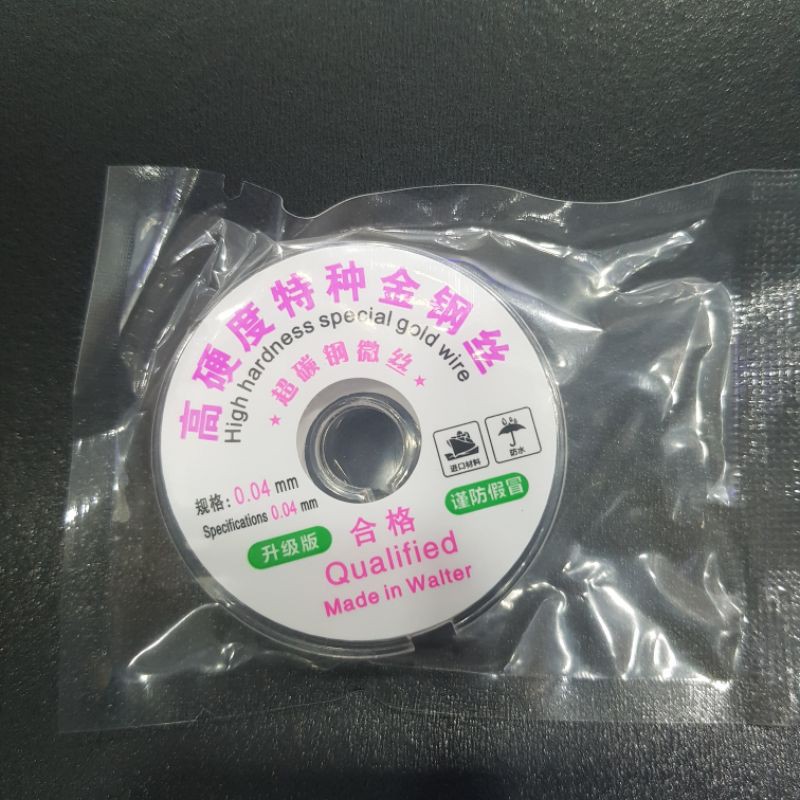 高硬度特种金钢丝
High hardness special gold wire
★超碳钢微丝★
进口材料
防水
规格:0.04 mm
Specifications 0.04 mm
升级版
谨防假冒
合格
Qualified
Made in Walter